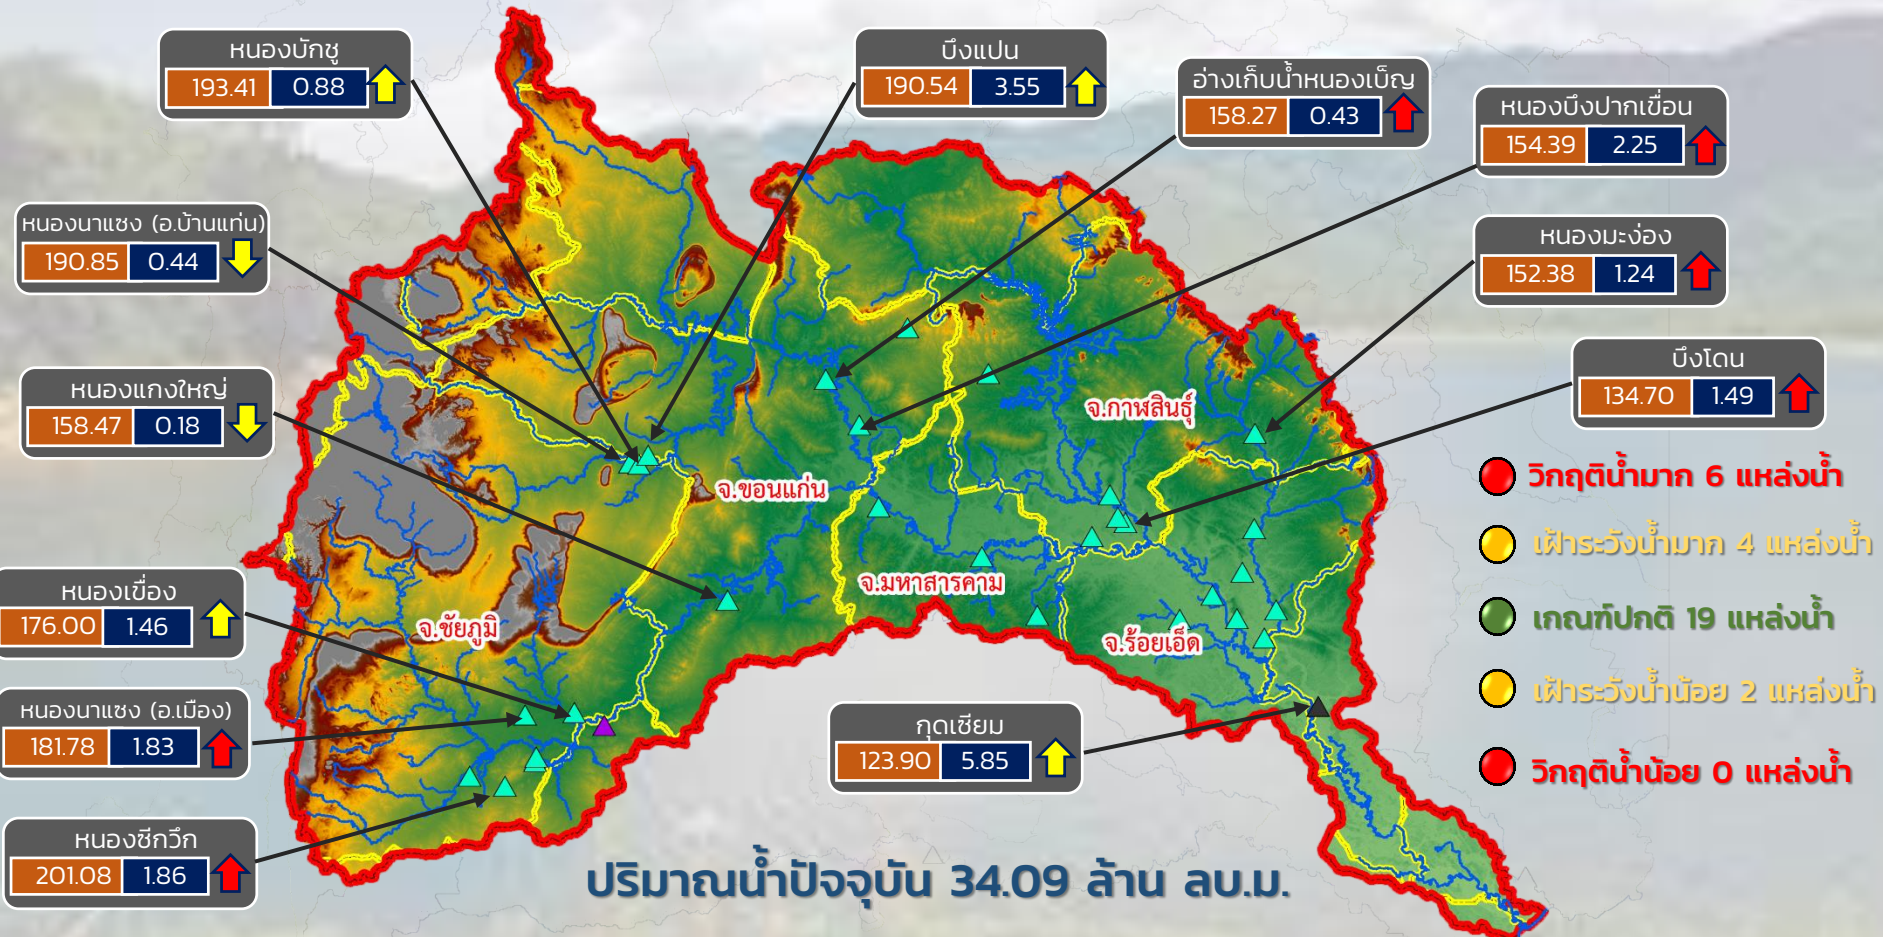 หนองบักชู
193.41 0.88
บึงแปน
190.54 3.55
อ่างเก็บน้ำหนองเบ็ญ
158.27 0.43
หนองบึงปากเขื่อน
154.39 2.25
หนองนาแซง (อ.บ้านแท่น)
190.85 0.44
หนองมะง่อง
152.38 1.24
หนองแกงใหญ่
158.47 0.18
บึงโดน
134.70 1.49
จ.กาฬสินธุ์
จ.ขอนแก่น
จ.มหาสารคาม
จ.ชัยภูมิ
จ.ร้อยเอ็ด
หนองเขื่อง
176.00 1.46
หนองนาแซง (อ.เมือง)
181.78 1.83
กุดเซียม
123.90 5.85
หนองซีกวึก
201.08 1.86
วิกฤติน้ำมาก 6 แหล่งน้ำ
เฝ้าระวังน้ำมาก 4 แหล่งน้ำ
เกณฑ์ปกติ 19 แหล่งน้ำ
เฝ้าระวังน้ำน้อย 2 แหล่งน้ำ
วิกฤติน้ำน้อย 0 แหล่งน้ำ
ปริมาณน้ำปัจจุบัน 34.09 ล้าน ลบ.ม.